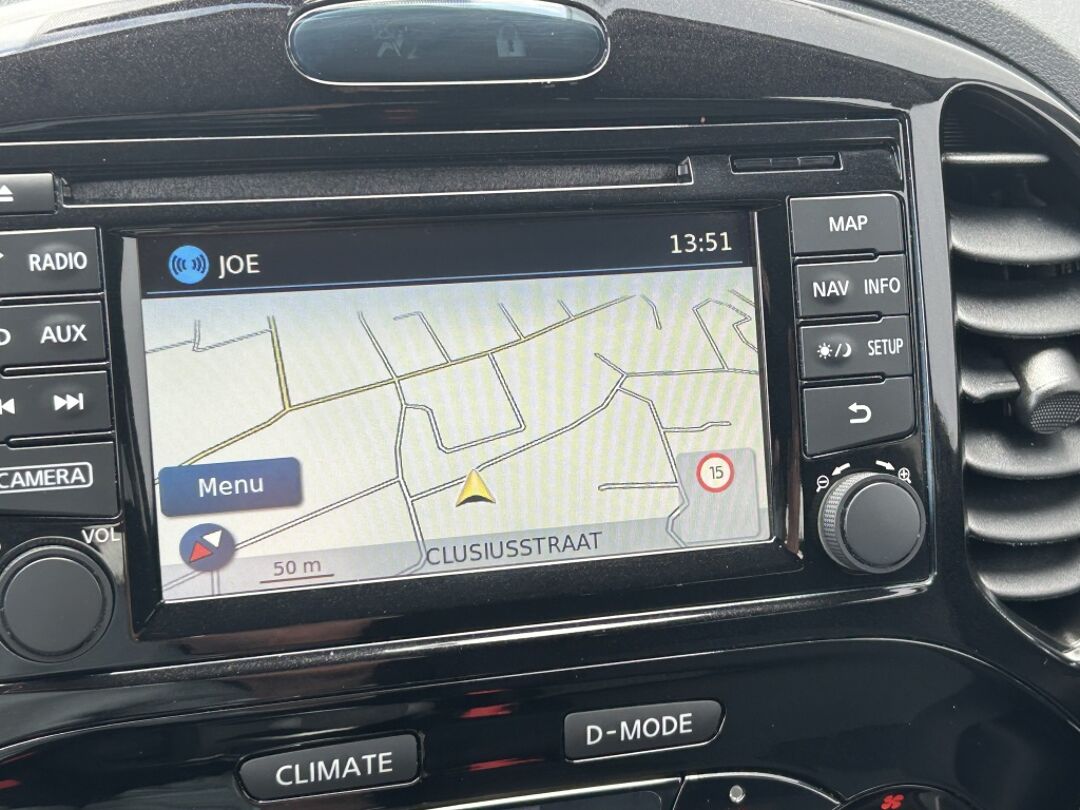 JOE
13:51
RADIO
AUX
CAMERA
VOL
MAP
NAV INFO
SETUP
15
Menu
50 m
CLUSIUSSTRAAT
CLIMATE
D-MODE